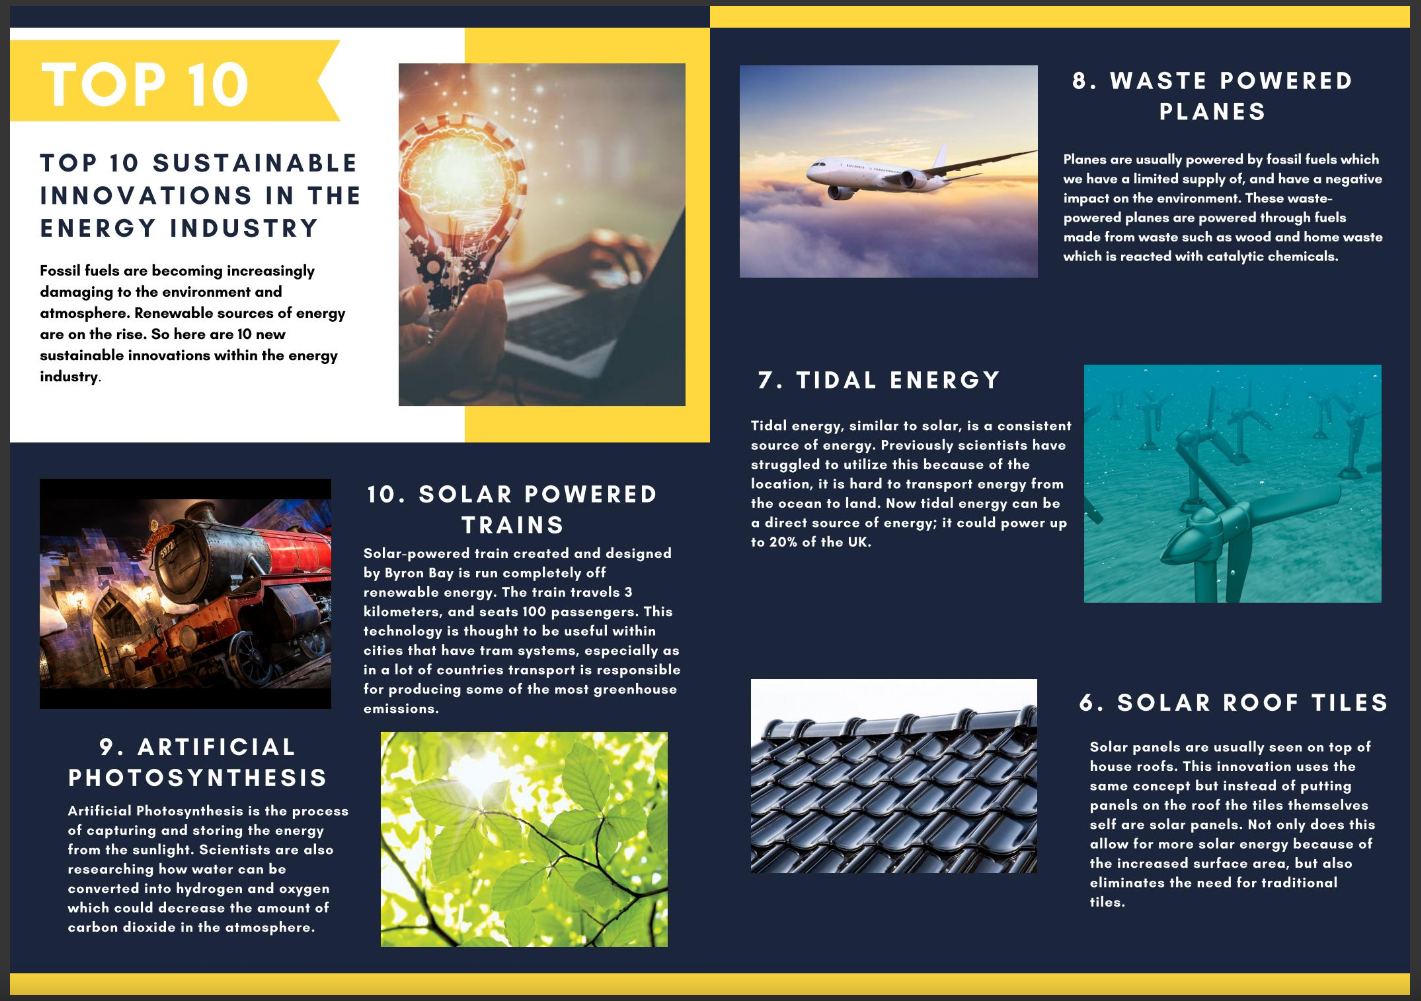 TOP 10
TOP 10 SUSTAINABLE
INNOVATIONS IN THE
ENERGY INDUSTRY
Fossil fuels are becoming increasingly
damaging to the environment and
atmosphere. Renewable sources of energy
are on the rise. So here are 10 new
sustainable innovations within the energy
industry.
10. SOLAR POWERED
TRAINS
Solar-powered train created and designed
by Byron Bay is run completely off
renewable energy. The train travels 3
kilometers, and seats 100 passengers. This
technology is thought to be useful within
cities that have tram systems, especially as
in a lot of countries transport is responsible
for producing some of the most greenhouse
emissions.
9. ARTIFICIAL
PHOTOSYNTHESIS
Artificial Photosynthesis is the process
of capturing and storing the energy
from the sunlight. Scientists are also
researching how water can be
converted into hydrogen and oxygen
which could decrease the amount of
carbon dioxide in the atmosphere.
8. WASTE POWERED
PLANES
Planes are usually powered by fossil fuels which
we have a limited supply of, and have a negative
impact on the environment. These waste-
powered planes are powered through fuels
made from waste such as wood and home waste
which is reacted with catalytic chemicals.
7. TIDAL ENERGY
Tidal energy, similar to solar, is a consistent
source of energy. Previously scientists have
struggled to utilize this because of the
location, it is hard to transport energy from
the ocean to land. Now tidal energy can be
a direct source of energy; it could power up
to 20% of the UK.
6. SOLAR ROOF TILES
Solar panels are usually seen on top of
house roofs. This innovation uses the
same concept but instead of putting
panels on the roof the tiles themselves
self are solar panels. Not only does this
allow for more solar energy because of
the increased surface area, but also
eliminates the need for traditional
tiles.